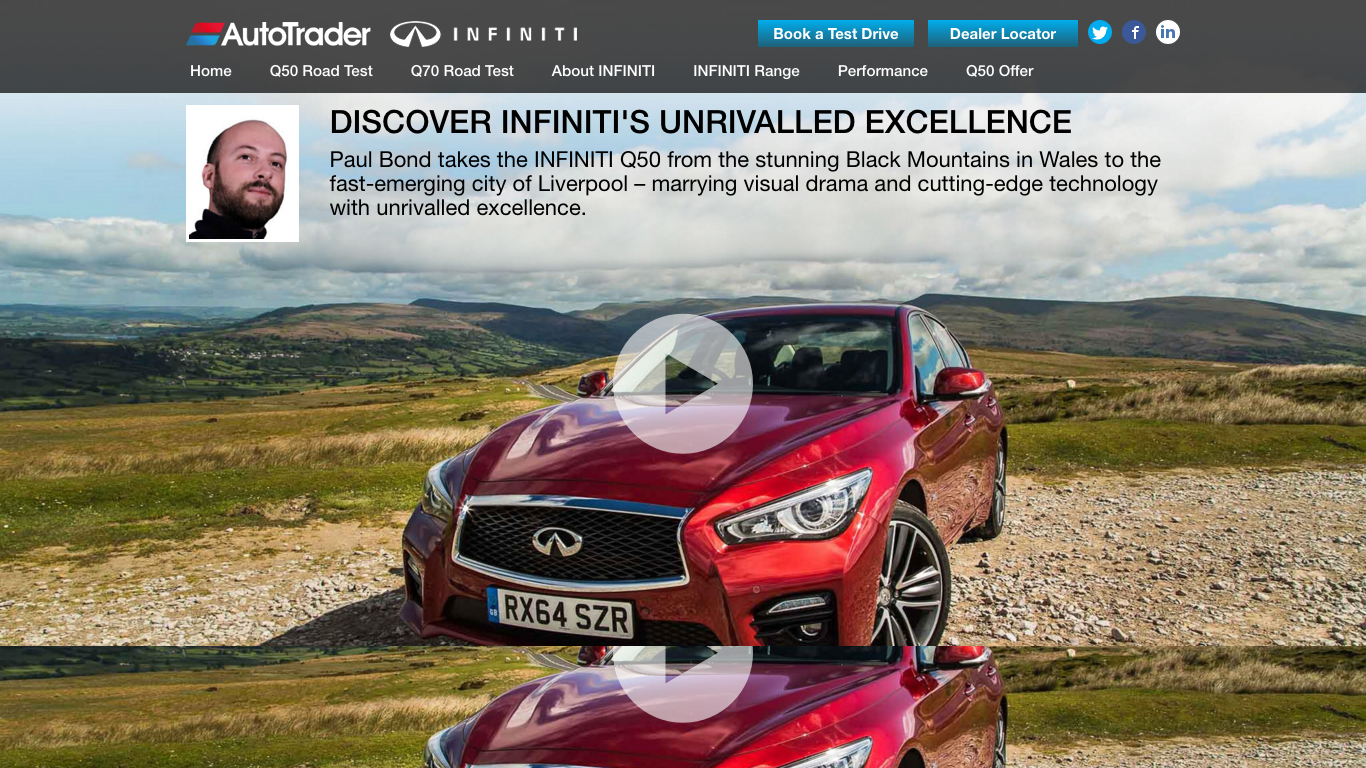 AutoTrader INFINITI Book a Test Drive Dealer Locator
Home Q50 Road Test Q70 Road Test About INFINITI INFINITI Range Performance Q50 Offer
DISCOVER INFINITI'S UNRIVALLED EXCELLENCE
Paul Bond takes the INFINITI Q50 from the stunning Black Mountains in Wales to the
fast-emerging city of Liverpool – marrying visual drama and cutting-edge technology
with unrivalled excellence.
GB RX64 SZR